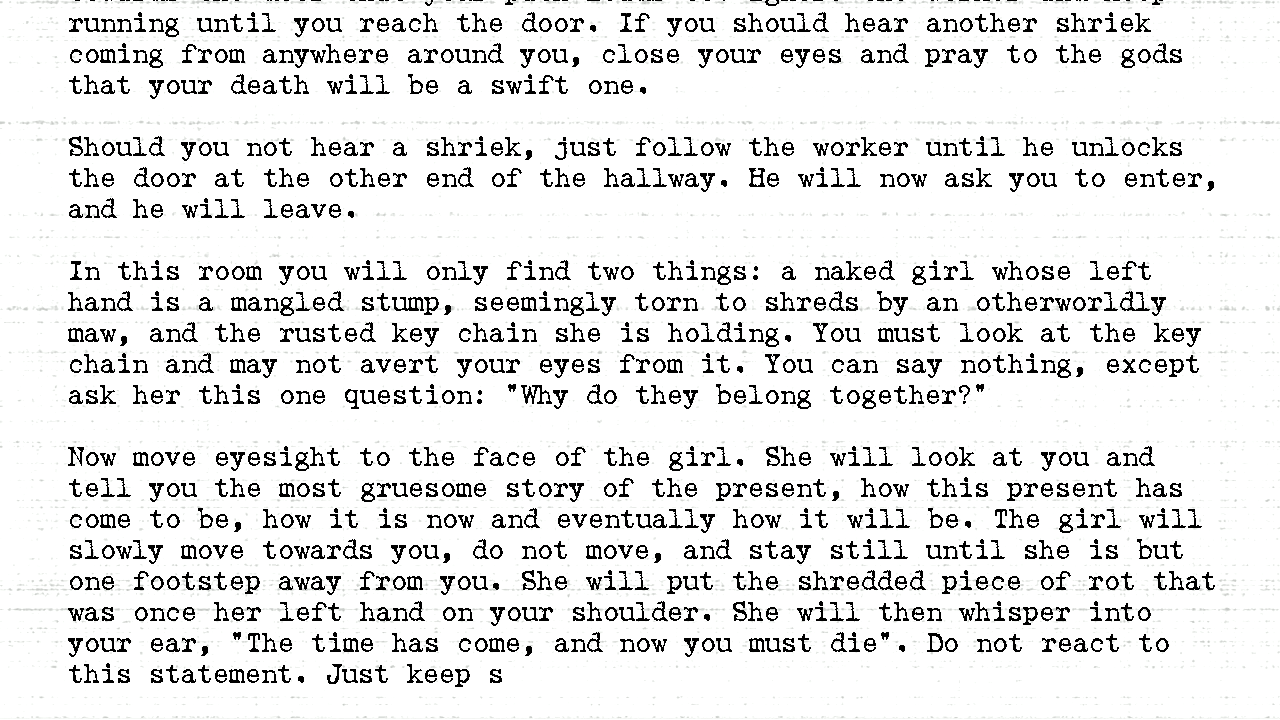 running until you reach the door. If you should hear another shriek
coming from anywhere around you, close your eyes and pray to the gods
that your death will be a swift one.
Should you not hear a shriek, just follow the worker until he unlocks
the door at the other end of the hallway. He will now ask you to enter,
and he will leave.
In this room you will only find two things: a naked girl whose left
hand is a mangled stump, seemingly torn to shreds by an otherworldly
maw, and the rusted key chain she is holding. You must look at the key
chain and may not avert your eyes from it. You can say nothing, except
ask her this one question: "Why do they belong together?"
Now move eyesight to the face of the girl. She will look at you and
tell you the most gruesome story of the present, how this present has
come to be, how it is now and eventually how it will be. The girl will
slowly move towards you, do not move, and stay still until she is but
one footstep away from you. She will put the shredded piece of rot that
was once her left hand on your shoulder. She will then whisper into
your ear, "The time has come, and now you must die". Do not react to
this statement. Just keep s